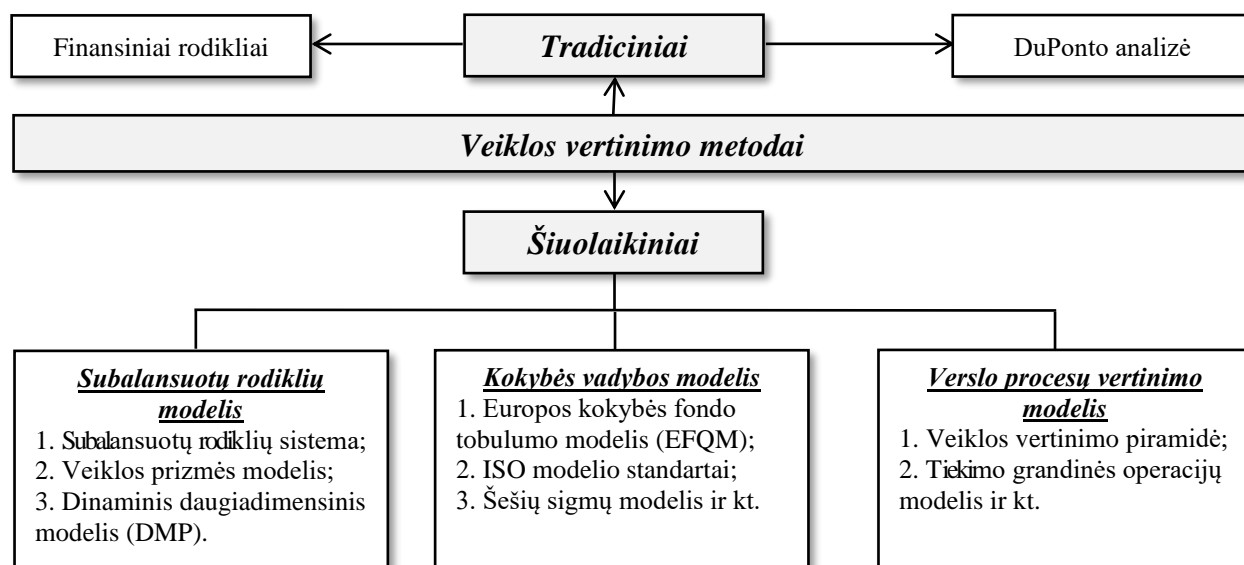 Finansiniai rodikliai
Tradiciniai
DuPonto analizė
Veiklos vertinimo metodai
Šiuolaikiniai
Subalansuotų rodiklių
modelis
1. Subalansuotų rodiklių sistema;
2. Veiklos prizmės modelis;
3. Dinaminis daugiadimensinis
modelis (DMP).
Kokybės vadybos modelis
1. Europos kokybės fondo
tobulumo modelis (EFQM);
2. ISO modelio standartai;
3. Šešių sigmų modelis ir kt.
Verslo procesų vertinimo
modelis
1. Veiklos vertinimo piramidė;
2. Tiekimo grandinės operacijų
modelis ir kt.